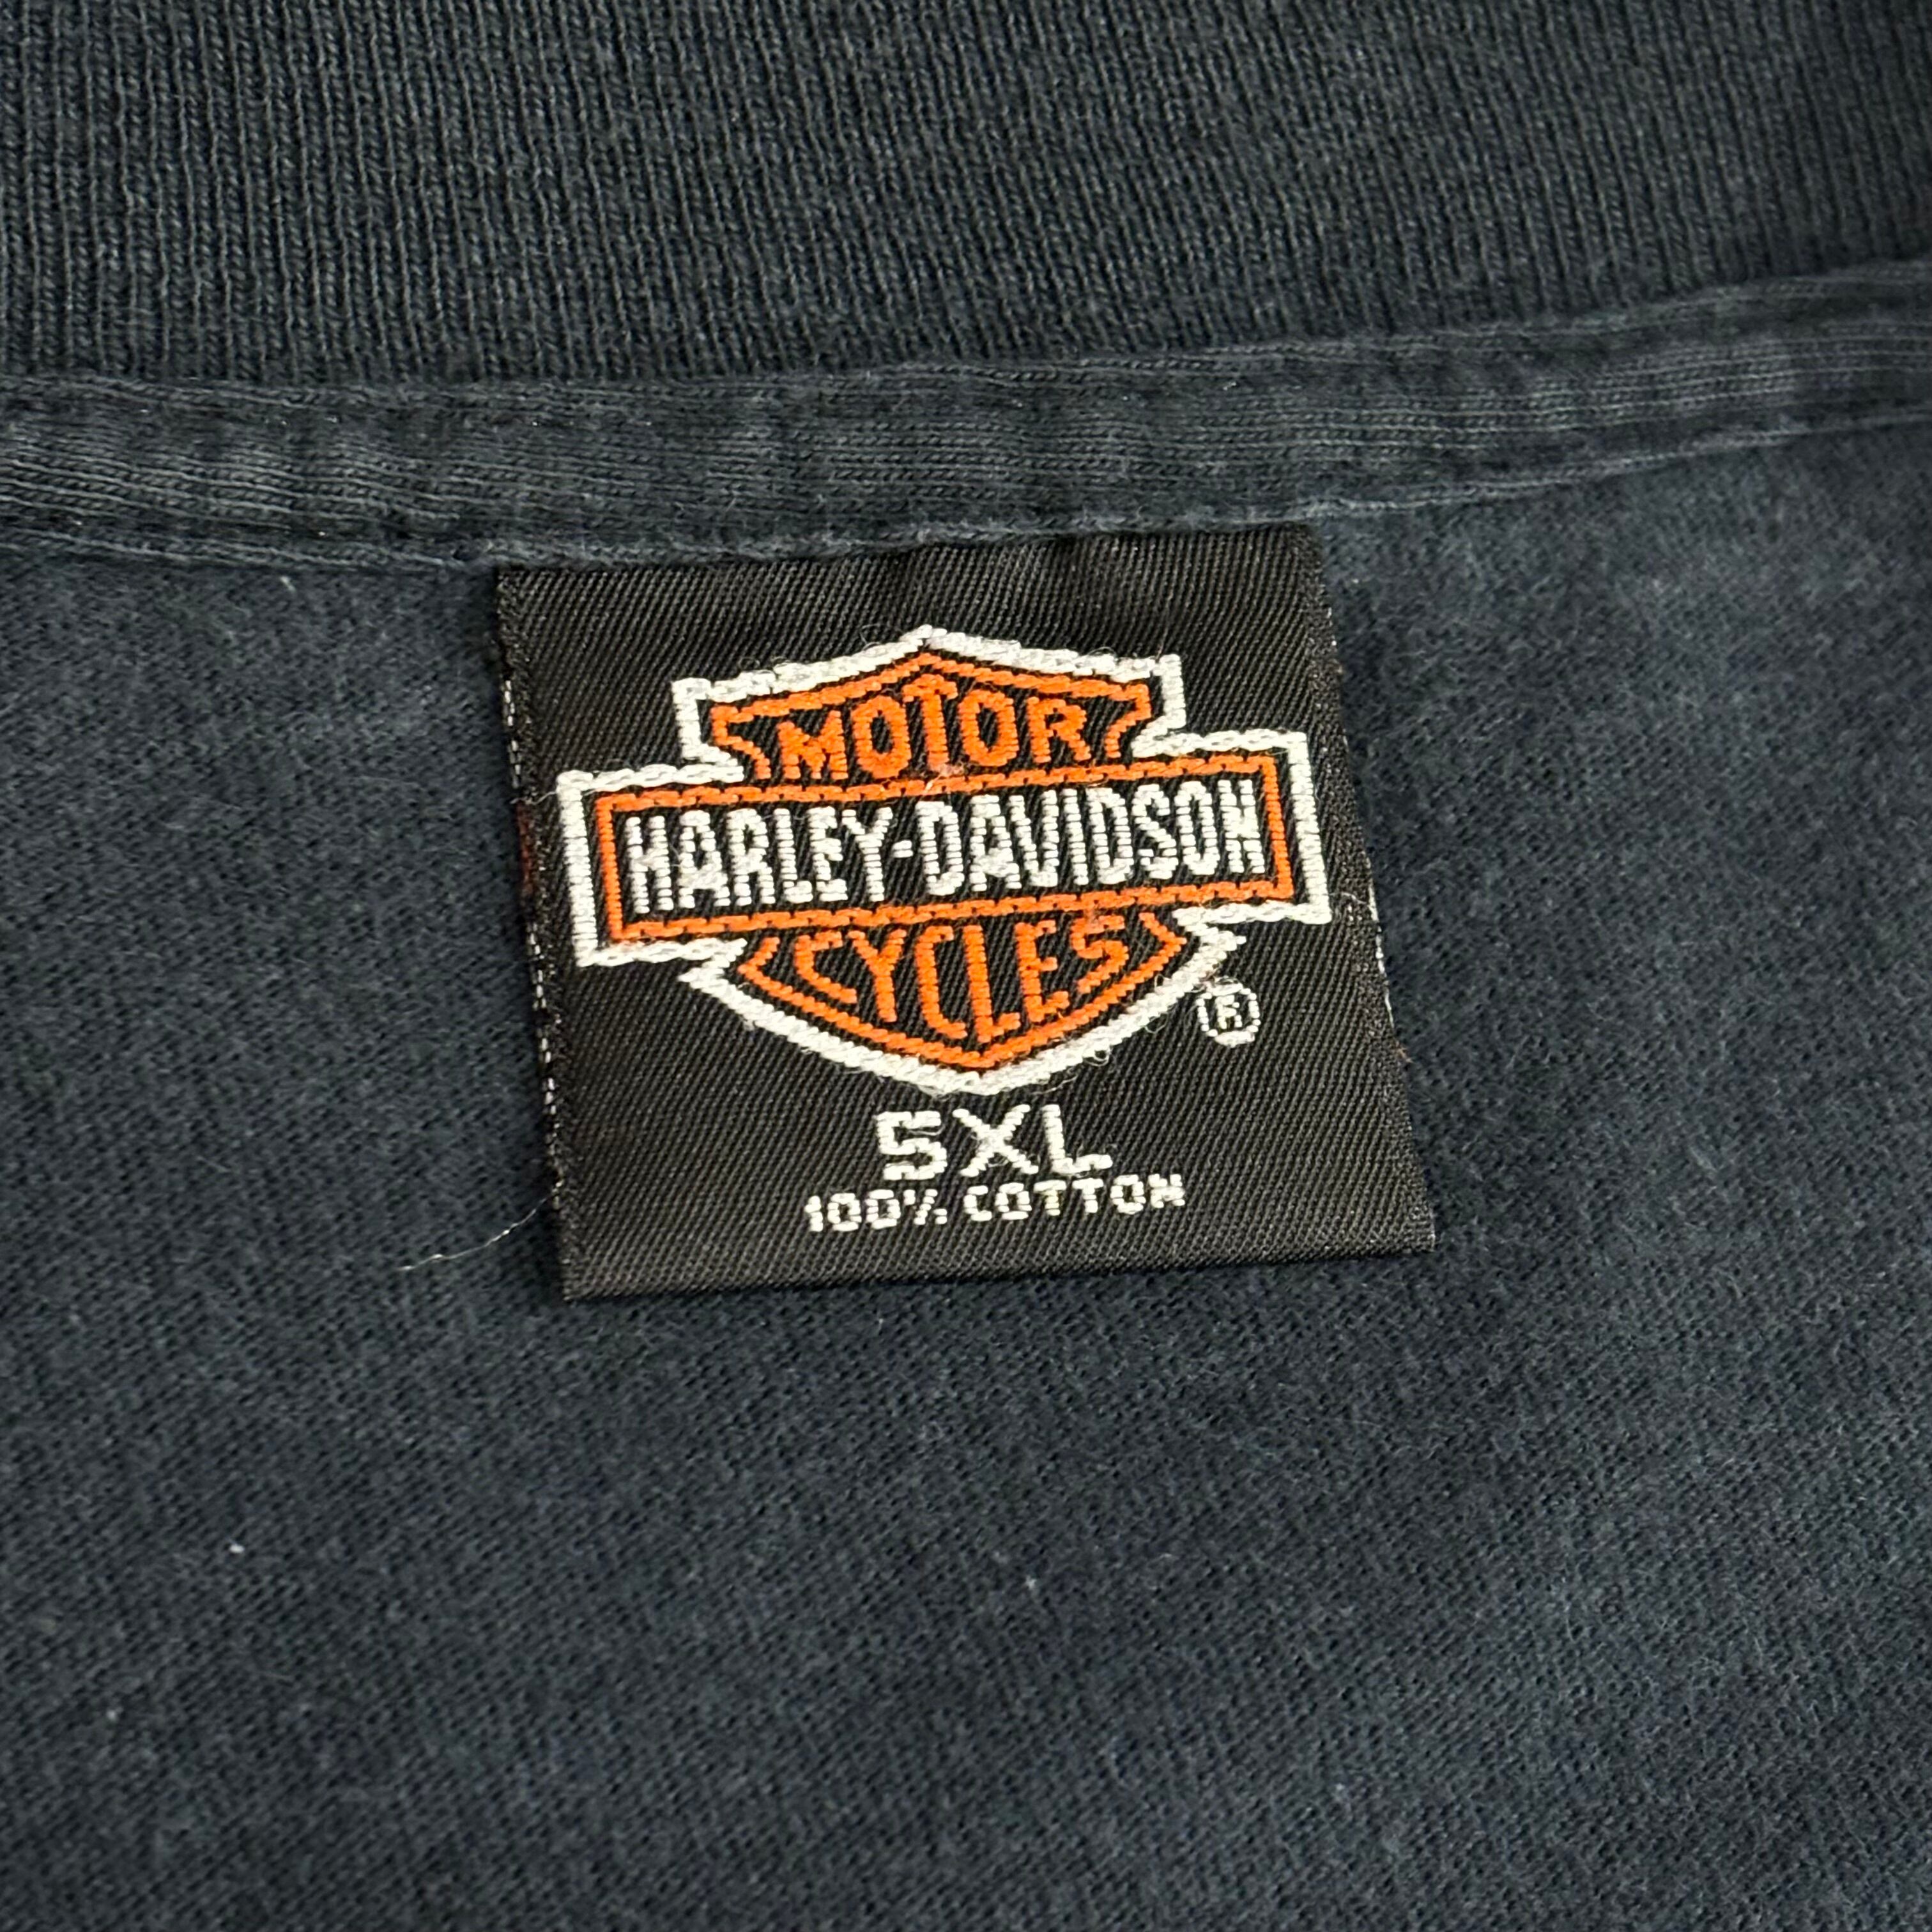 MOTOR
HARLEY-DAVIDSON
CYCLES
®
5XL
100% COTTON